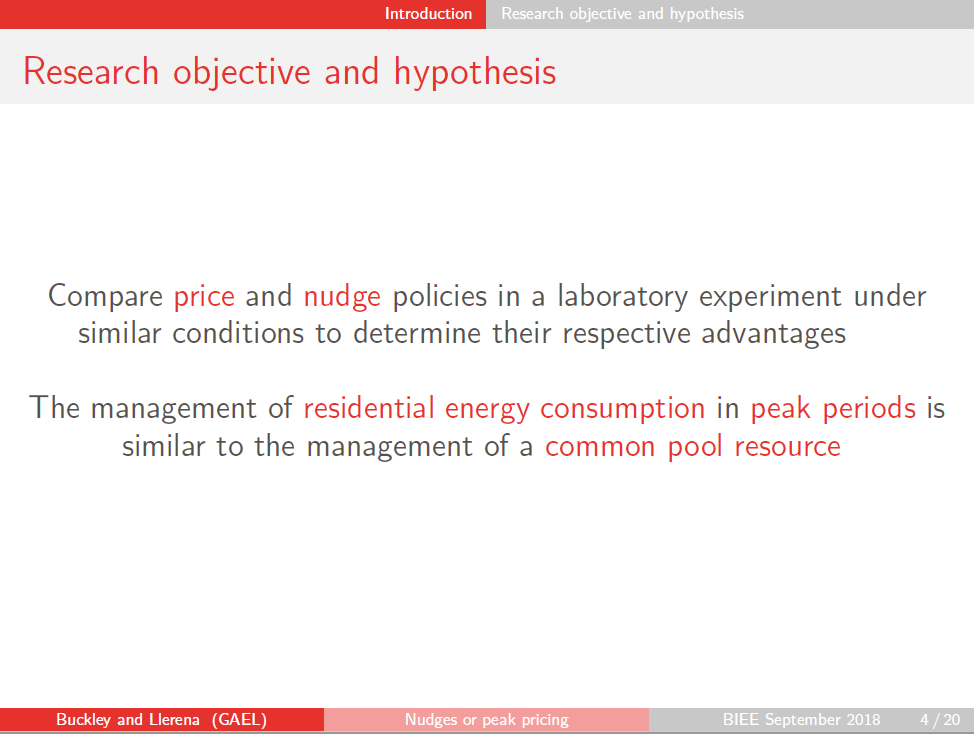 Introduction Research objective and hypothesis
Research objective and hypothesis
Compare price and nudge policies in a laboratory experiment under
similar conditions to determine their respective advantages
The management of residential energy consumption in peak periods is
similar to the management of a common pool resource
Buckley and Llerena (GAEL) Nudges or peak pricing BIEE September 2018 4 / 20